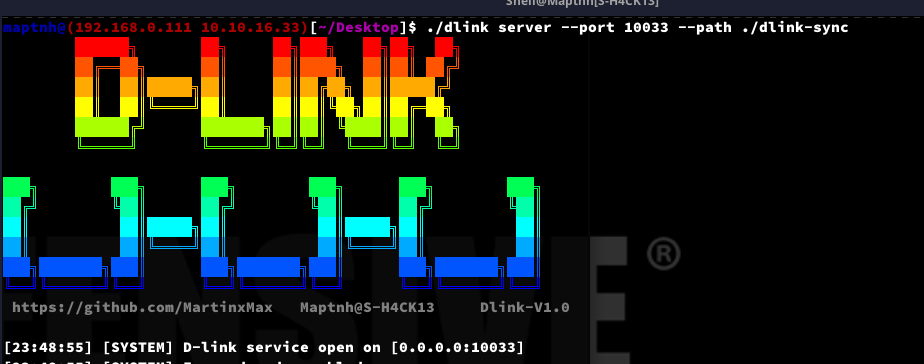 Shell@Maptnh[S-H4CK13]
maptnh@(192.168.0.111 10.10.16.33)[~/Desktop]$ ./dlink server --port 10033 --path ./dlink-sync
D-LINK
ENSIVE®
https://github.com/MartinxMax Maptnh@S-H4CK13 Dlink-V1.0
[23:48:55] [SYSTEM] D-link service open on [0.0.0.0:10033]